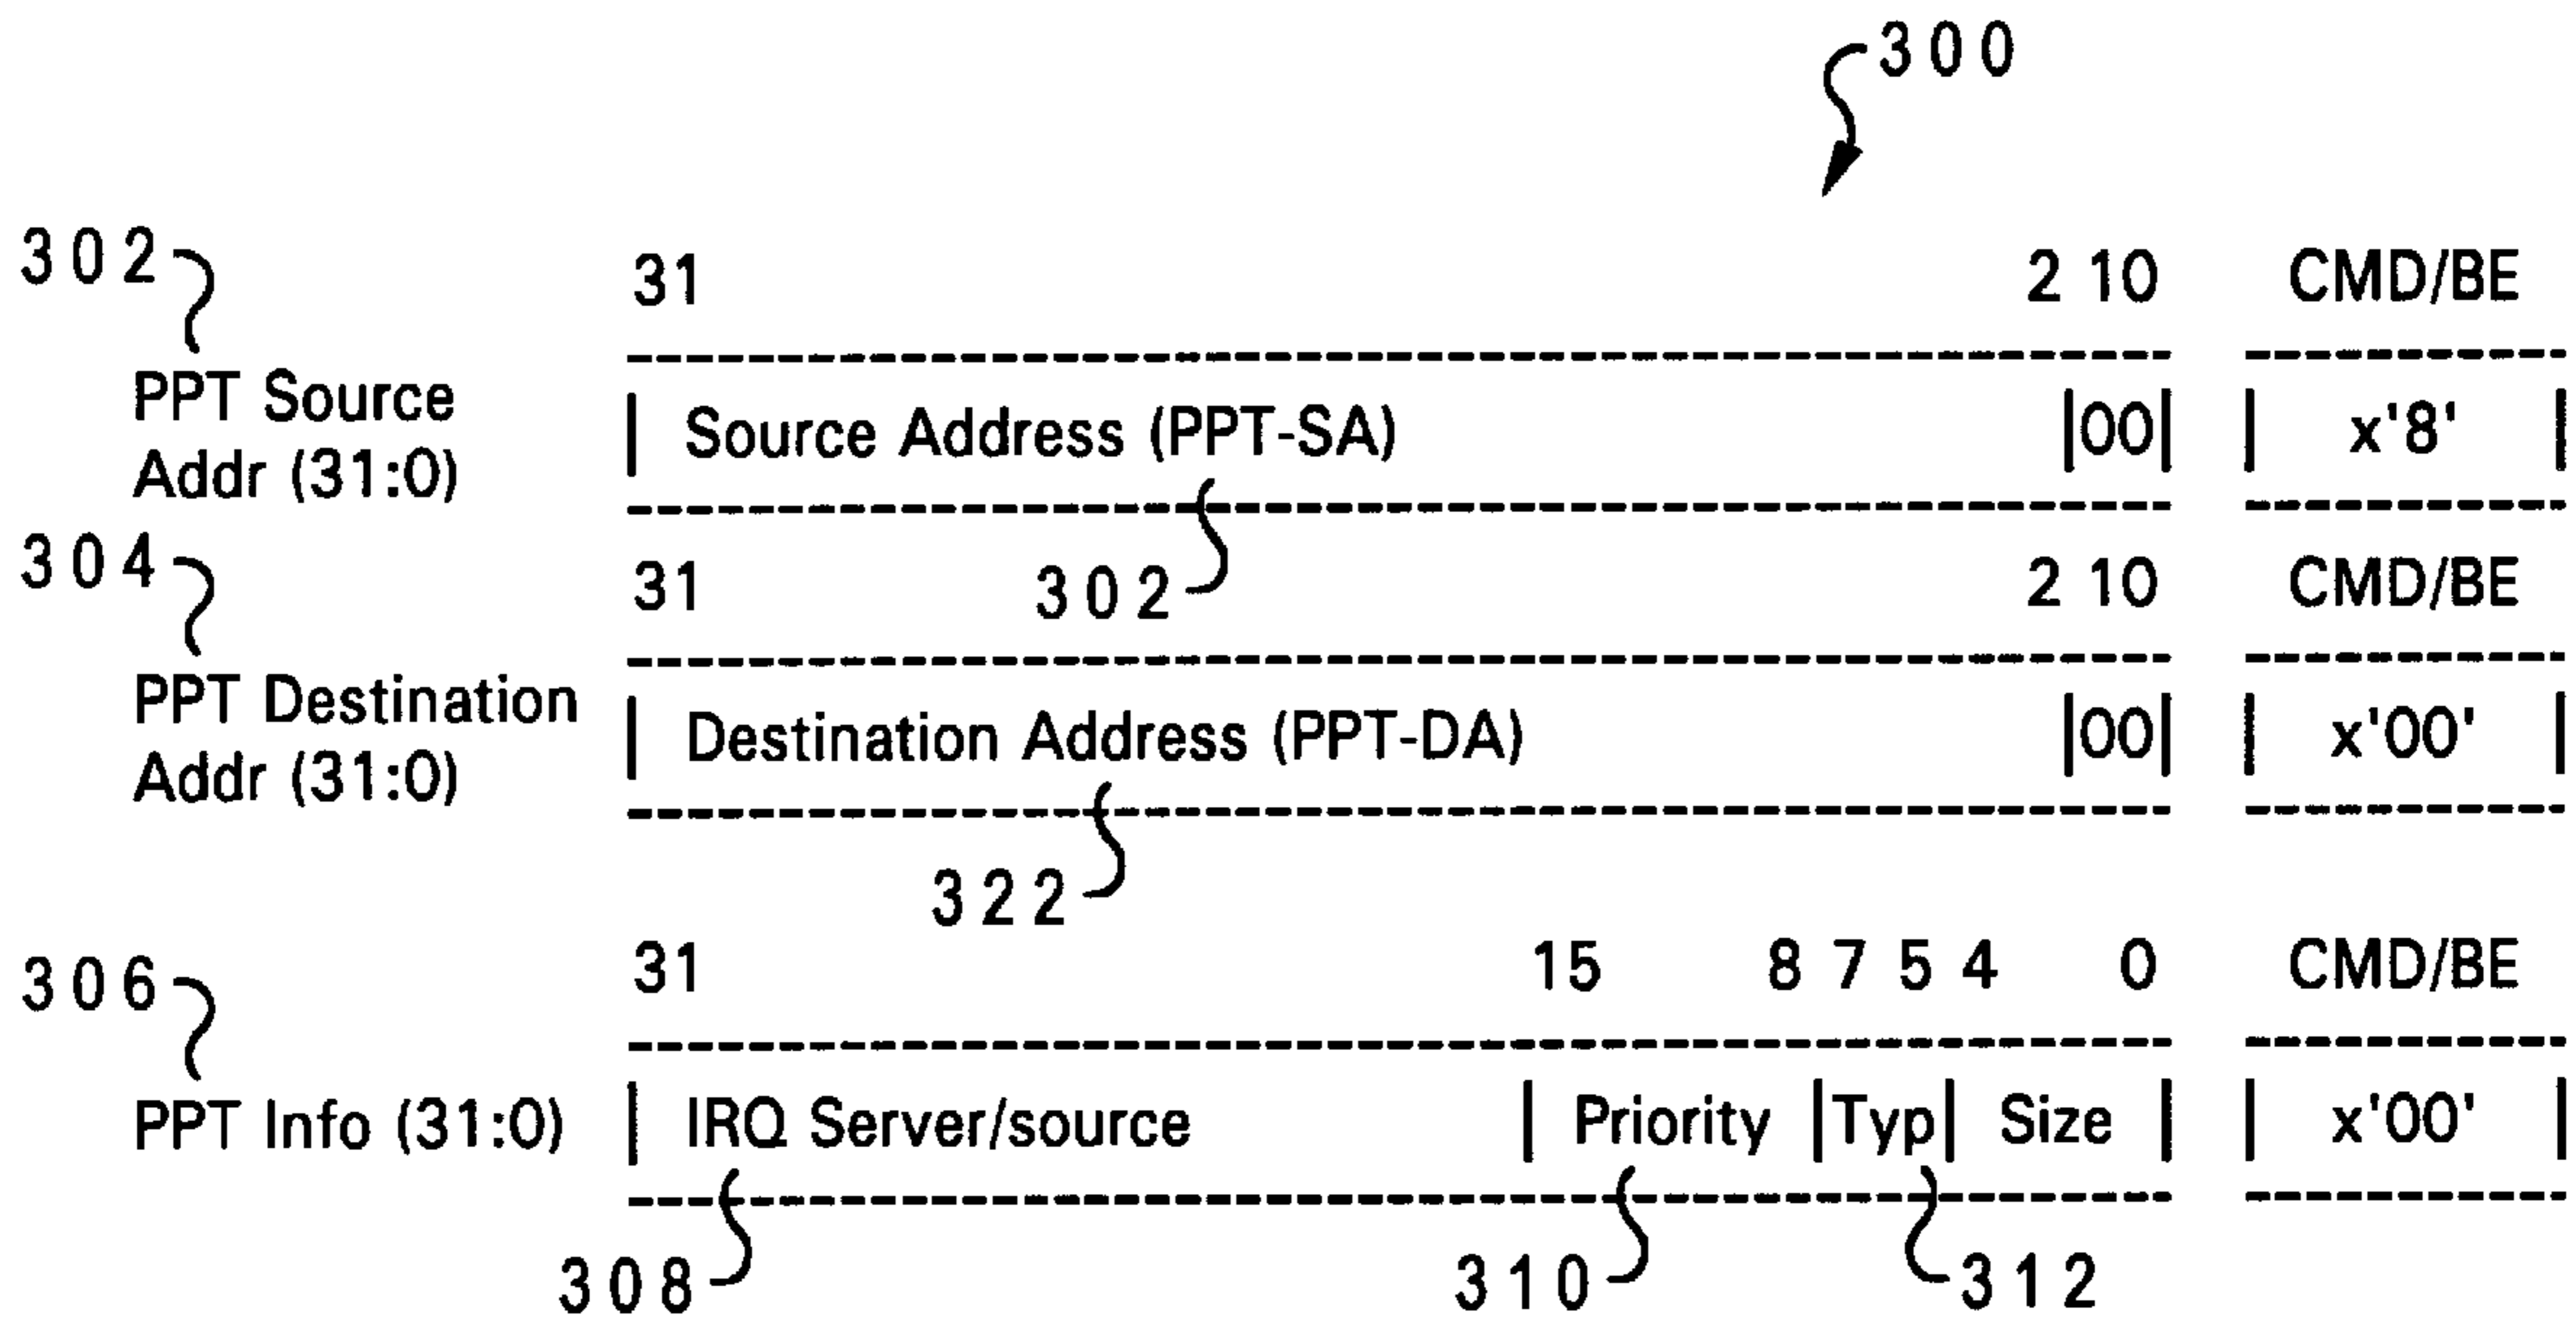 300
302 31 2 10 CMD/BE
PPT Source
Addr (31:0) | Source Address (PPT-SA) |00| | x'8' |
304 31 302 2 10 CMD/BE
PPT Destination
Addr (31:0) | Destination Address (PPT-DA) |00| | x'00' |
322
306 31 15 8 7 5 4 0 CMD/BE
PPT Info (31:0) | IRQ Server/source | Priority |Typ| Size | | x'00' |
308 310 312